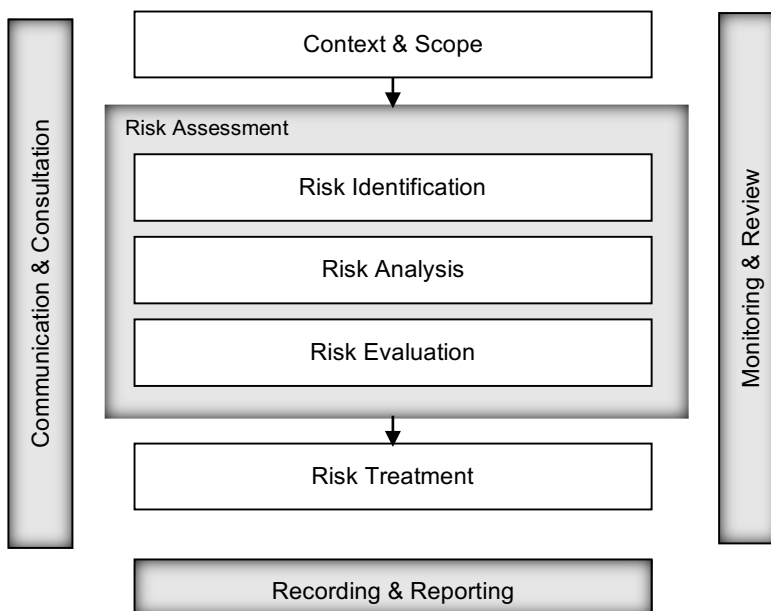 Context & Scope
Communication & Consultation
Risk Assessment
Risk Identification
Risk Analysis
Risk Evaluation
Monitoring & Review
Risk Treatment
Recording & Reporting